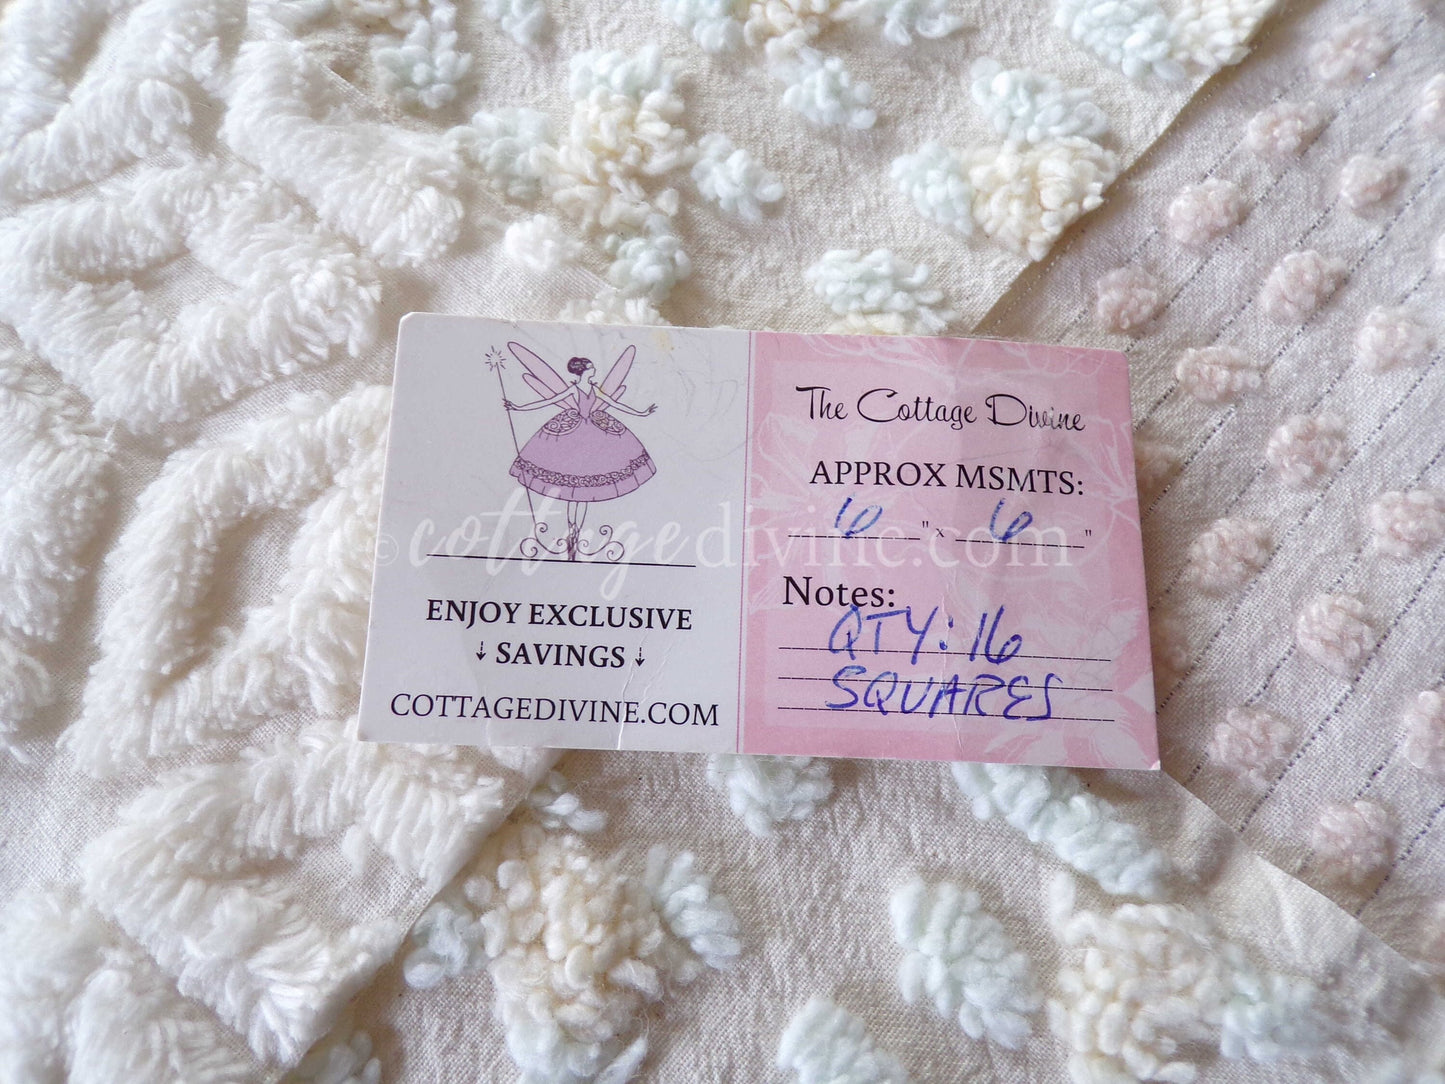 ENJOY EXCLUSIVE
↓ SAVINGS ↓
COTTAGEDIVINE.COM
The Cottage Divine
APPROX MSMTS:
6 " x 6 "
Notes:
QTY: 16
SQUARES
©cottagedivine.com